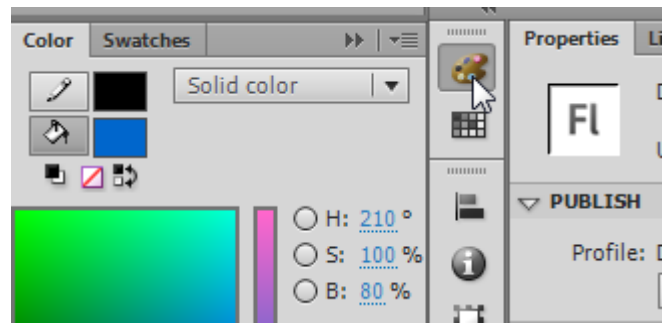 Color Swatches
Solid color
H: 210 °
S: 100 %
B: 80 %
Properties
Fl
PUBLISH
Profile: